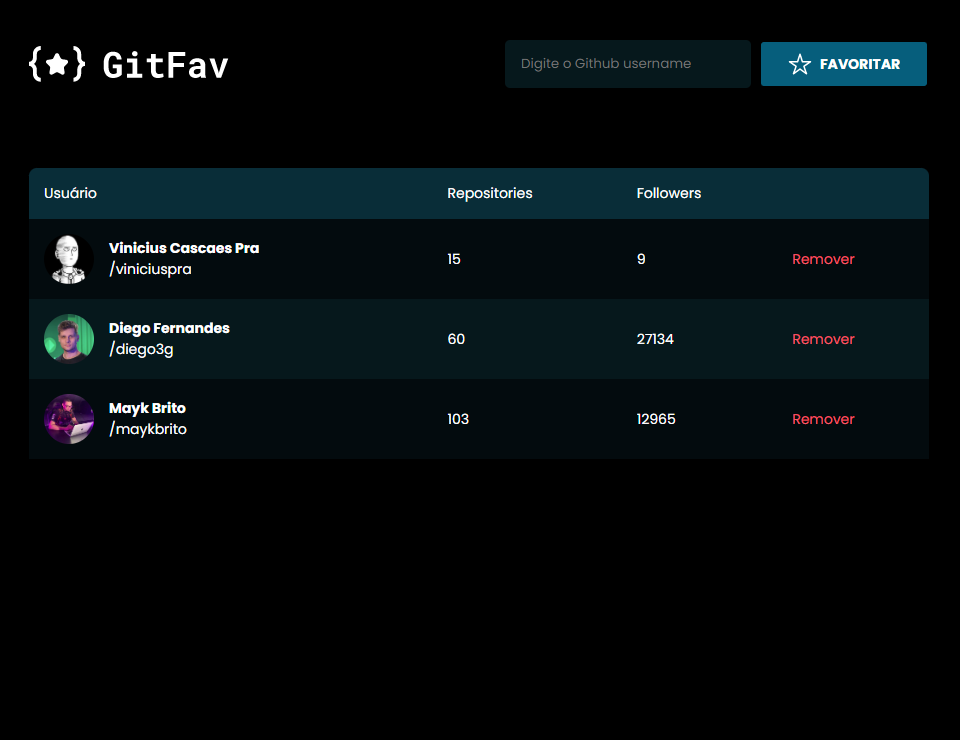 {★} GitFav
Digite o Github username
FAVORITAR
Usuário Repositories Followers
Vinicius Cascaes Pra
/viniciuspra
15 9 Remover
Diego Fernandes
/diego3g
60 27134 Remover
Mayk Brito
/maykbrito
103 12965 Remover